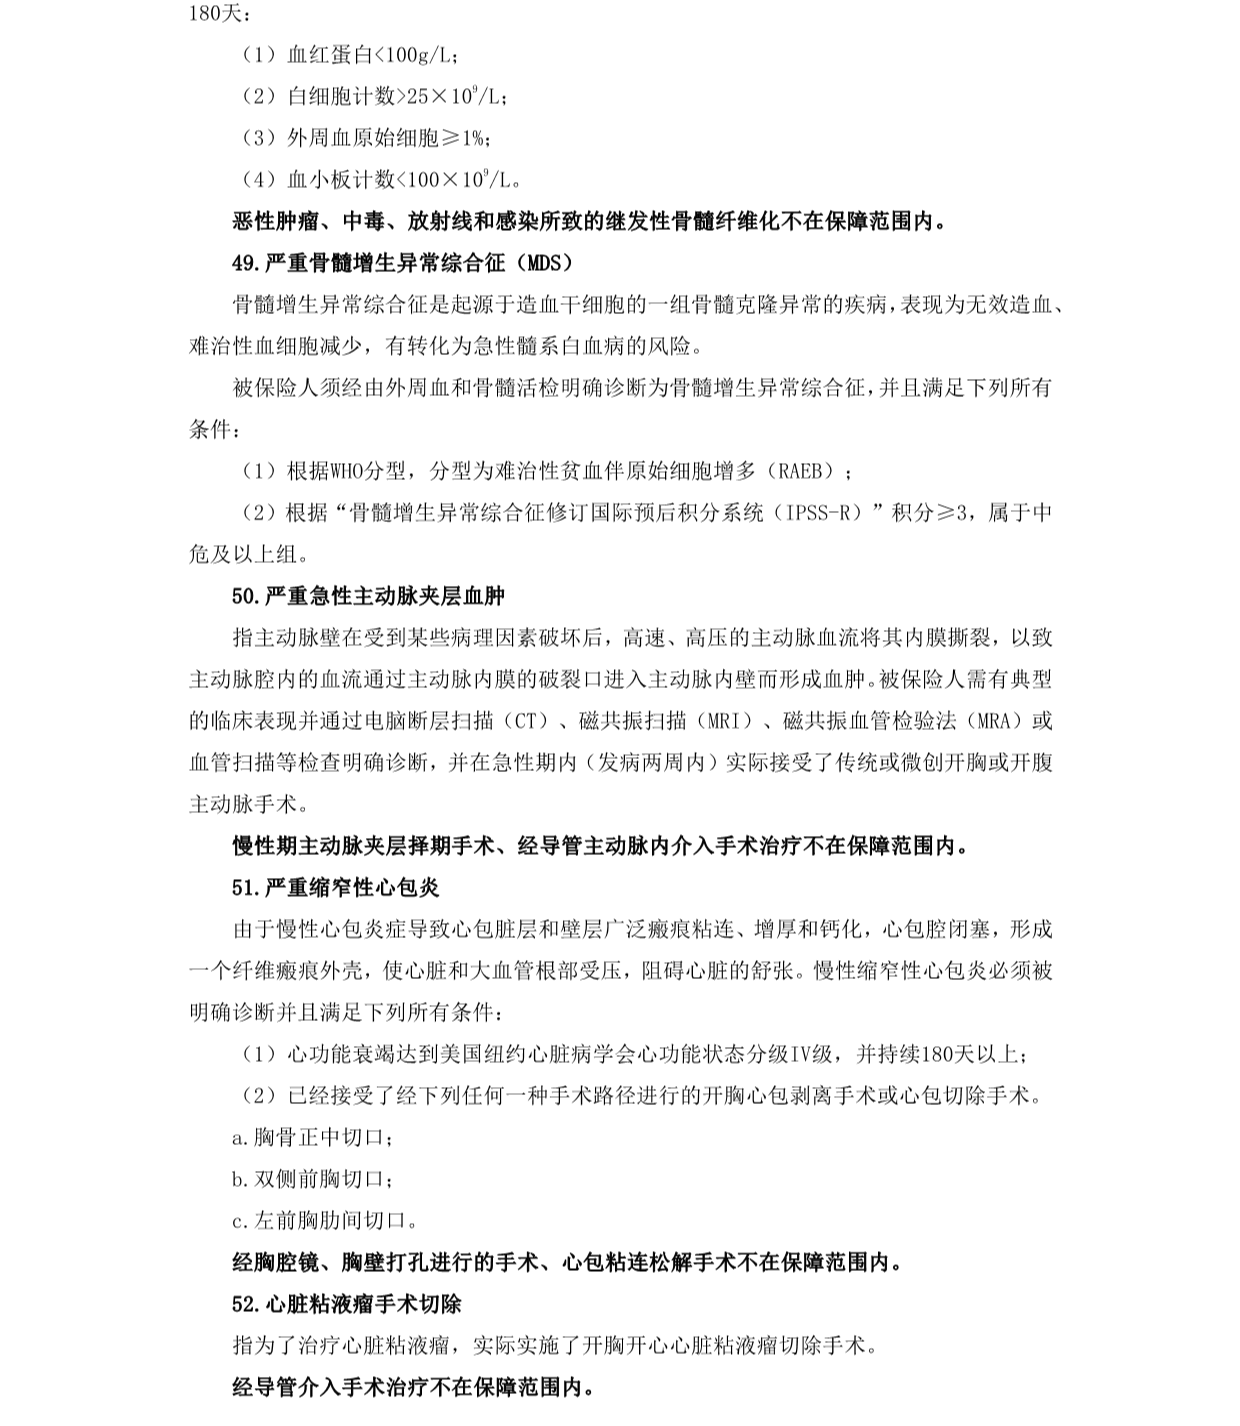 180天：
（1）血红蛋白<100g/L；
（2）白细胞计数>25×10⁹/L；
（3）外周血原始细胞≥1%；
（4）血小板计数<100×10⁹/L。
恶性肿瘤、中毒、放射线和感染所致的继发性骨髓纤维化不在保障范围内。
49.严重骨髓增生异常综合征（MDS）
骨髓增生异常综合征是起源于造血干细胞的一组骨髓克隆异常的疾病，表现为无效造血、
难治性血细胞减少，有转化为急性髓系白血病的风险。
被保险人须经由外周血和骨髓活检明确诊断为骨髓增生异常综合征，并且满足下列所有
条件：
（1）根据WHO分型，分型为难治性贫血伴原始细胞增多（RAEB）；
（2）根据“骨髓增生异常综合征修订国际预后积分系统（IPSS-R）”积分≥3，属于中
危及以上组。
50.严重急性主动脉夹层血肿
指主动脉壁在受到某些病理因素破坏后，高速、高压的主动脉血流将其内膜撕裂，以致
主动脉腔内的血流通过主动脉内膜的破裂口进入主动脉内壁而形成血肿。被保险人需有典型
的临床表现并通过电脑断层扫描（CT）、磁共振扫描（MRI）、磁共振血管检验法（MRA）或
血管扫描等检查明确诊断，并在急性期内（发病两周内）实际接受了传统或微创开胸或开腹
主动脉手术。
慢性期主动脉夹层择期手术、经导管主动脉内介入手术治疗不在保障范围内。
51.严重缩窄性心包炎
由于慢性心包炎症导致心包脏层和壁层广泛瘢痕粘连、增厚和钙化，心包腔闭塞，形成
一个纤维瘢痕外壳，使心脏和大血管根部受压，阻碍心脏的舒张。慢性缩窄性心包炎必须被
明确诊断并且满足下列所有条件：
（1）心功能衰竭达到美国纽约心脏病学会心功能状态分级IV级，并持续180天以上；
（2）已经接受了经下列任何一种手术路径进行的开胸心包剥离手术或心包切除手术。
a.胸骨正中切口；
b.双侧前胸切口；
c.左前胸肋间切口。
经胸腔镜、胸壁打孔进行的手术、心包粘连松解手术不在保障范围内。
52.心脏粘液瘤手术切除
指为了治疗心脏粘液瘤，实际实施了开胸开心心脏粘液瘤切除手术。
经导管介入手术治疗不在保障范围内。